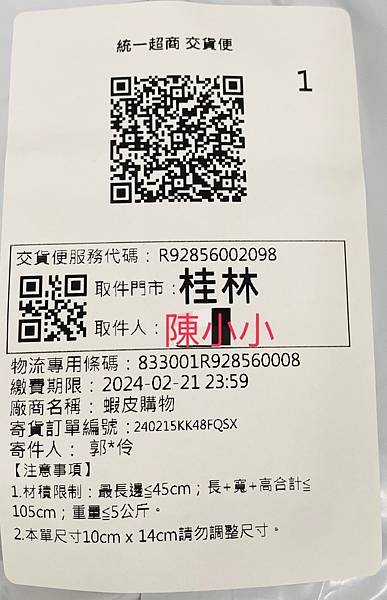 統一超商 交貨便
1
交貨便服務代碼：R92856002098
取件門市：桂林
取件人：陳小小
物流專用條碼：833001R928560008
繳費期限：2024-02-21 23:59
廠商名稱：蝦皮購物
寄貨訂單編號：240215KK48FQSX
寄件人： 郭*伶
【注意事項】
1.材積限制：最長邊≦45cm；長+寬+高合計≦
105cm；重量≦5公斤。
2.本單尺寸10cm x 14cm請勿調整尺寸。